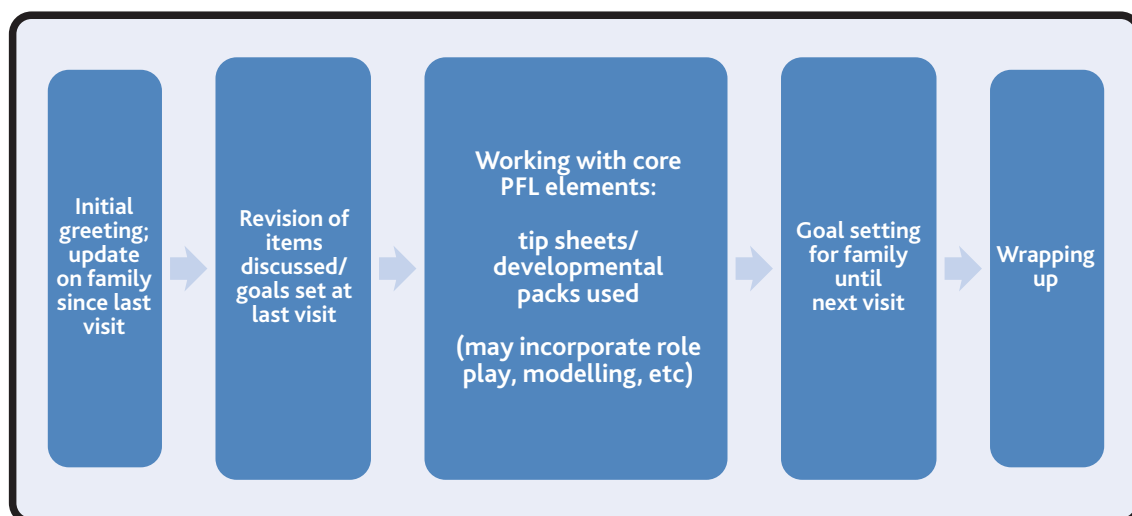 Initial
greeting;
update
on family
since last
visit
Revision of
items
discussed/
goals set at
last visit
Working with core
PFL elements:
tip sheets/
developmental
packs used
(may incorporate role
play, modelling, etc)
Goal setting
for family
until
next visit
Wrapping
up